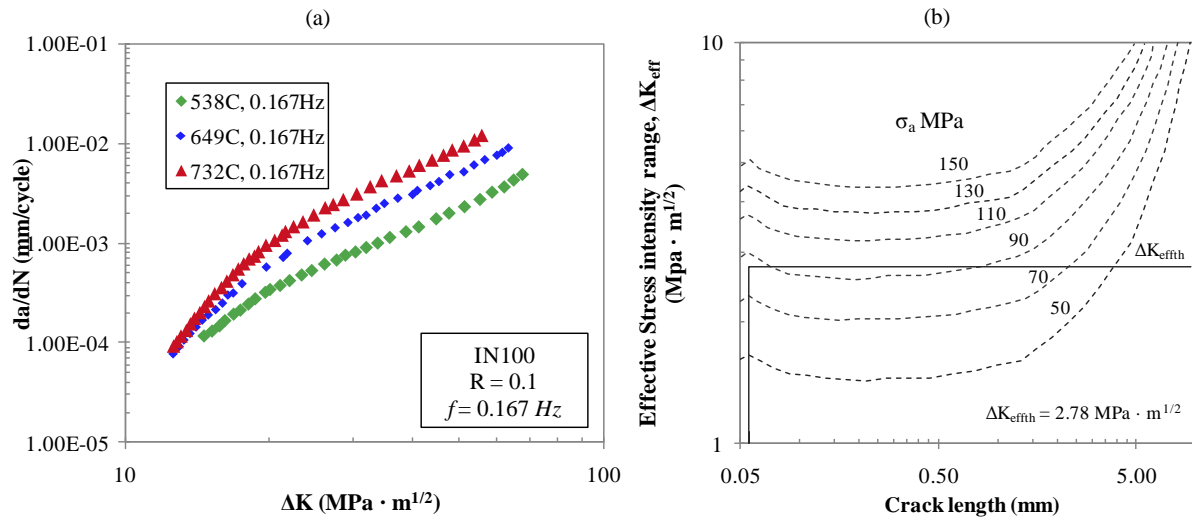 (a)
1.00E-01
1.00E-02
1.00E-03
1.00E-04
1.00E-05
da/dN (mm/cycle)
538C, 0.167Hz
649C, 0.167Hz
732C, 0.167Hz
IN100
R = 0.1
f = 0.167 Hz
10
100
ΔK (MPa · m1/2)
(b)
10
1
Effective Stress intensity range, ΔKeff
(Mpa · m1/2)
σa MPa
150
130
110
90
70
50
ΔKeffth
ΔKeffth = 2.78 MPa · m1/2
0.05
0.50
5.00
Crack length (mm)